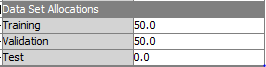 Data Set Allocations
Training 50.0
Validation 50.0
Test 0.0